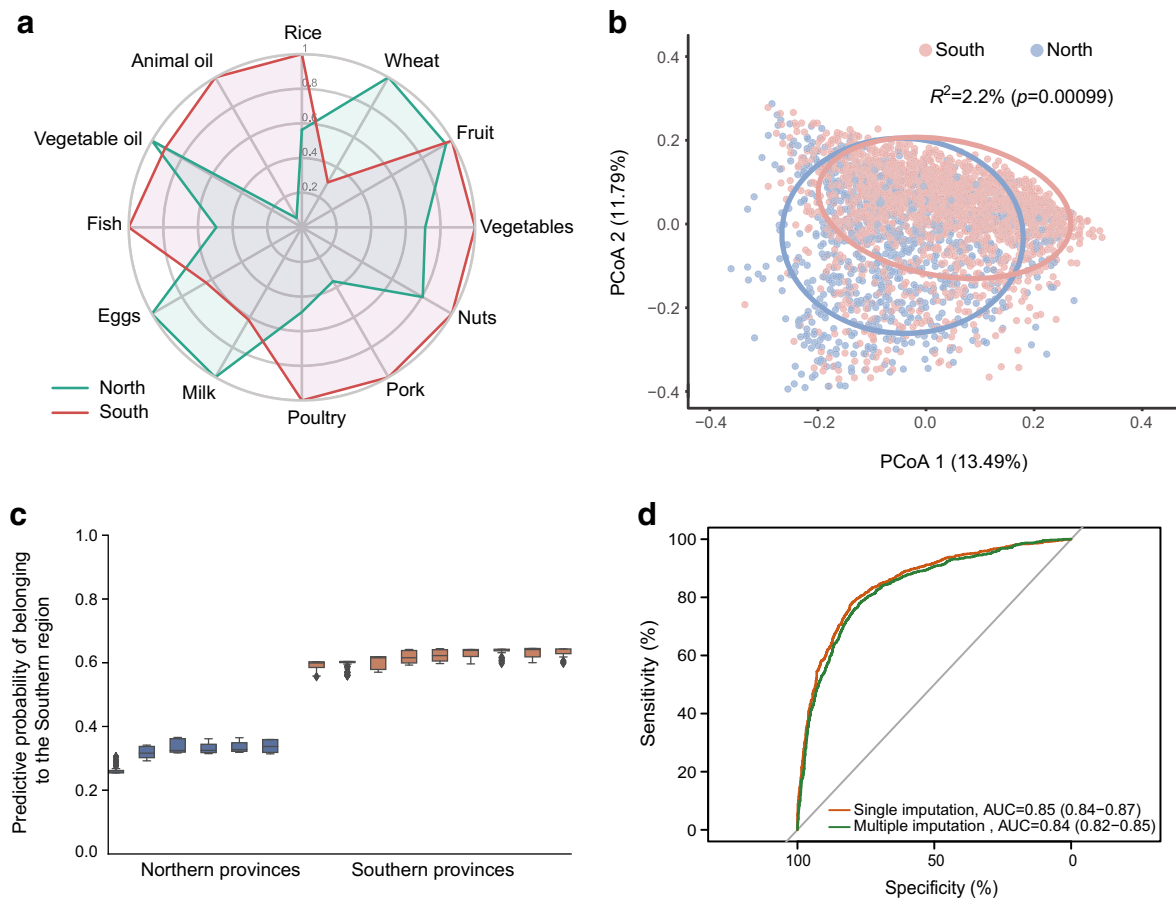 a
Rice
Wheat
Fruit
Vegetables
Nuts
Pork
Poultry
Milk
Eggs
Fish
Vegetable oil
Animal oil
1
0.8
0.6
0.4
0.2
North
South
b
South
North
R²=2.2% (p=0.00099)
0.4
0.2
0.0
−0.2
−0.4
PCoA 2 (11.79%)
−0.4
−0.2
0.0
0.2
0.4
PCoA 1 (13.49%)
c
1.0
0.8
0.6
0.4
0.2
0.0
Predictive probability of belonging
to the Southern region
Northern provinces
Southern provinces
d
100
80
60
40
20
0
Sensitivity (%)
Single imputation, AUC=0.85 (0.84−0.87)
Multiple imputation , AUC=0.84 (0.82−0.85)
100
50
0
Specificity (%)